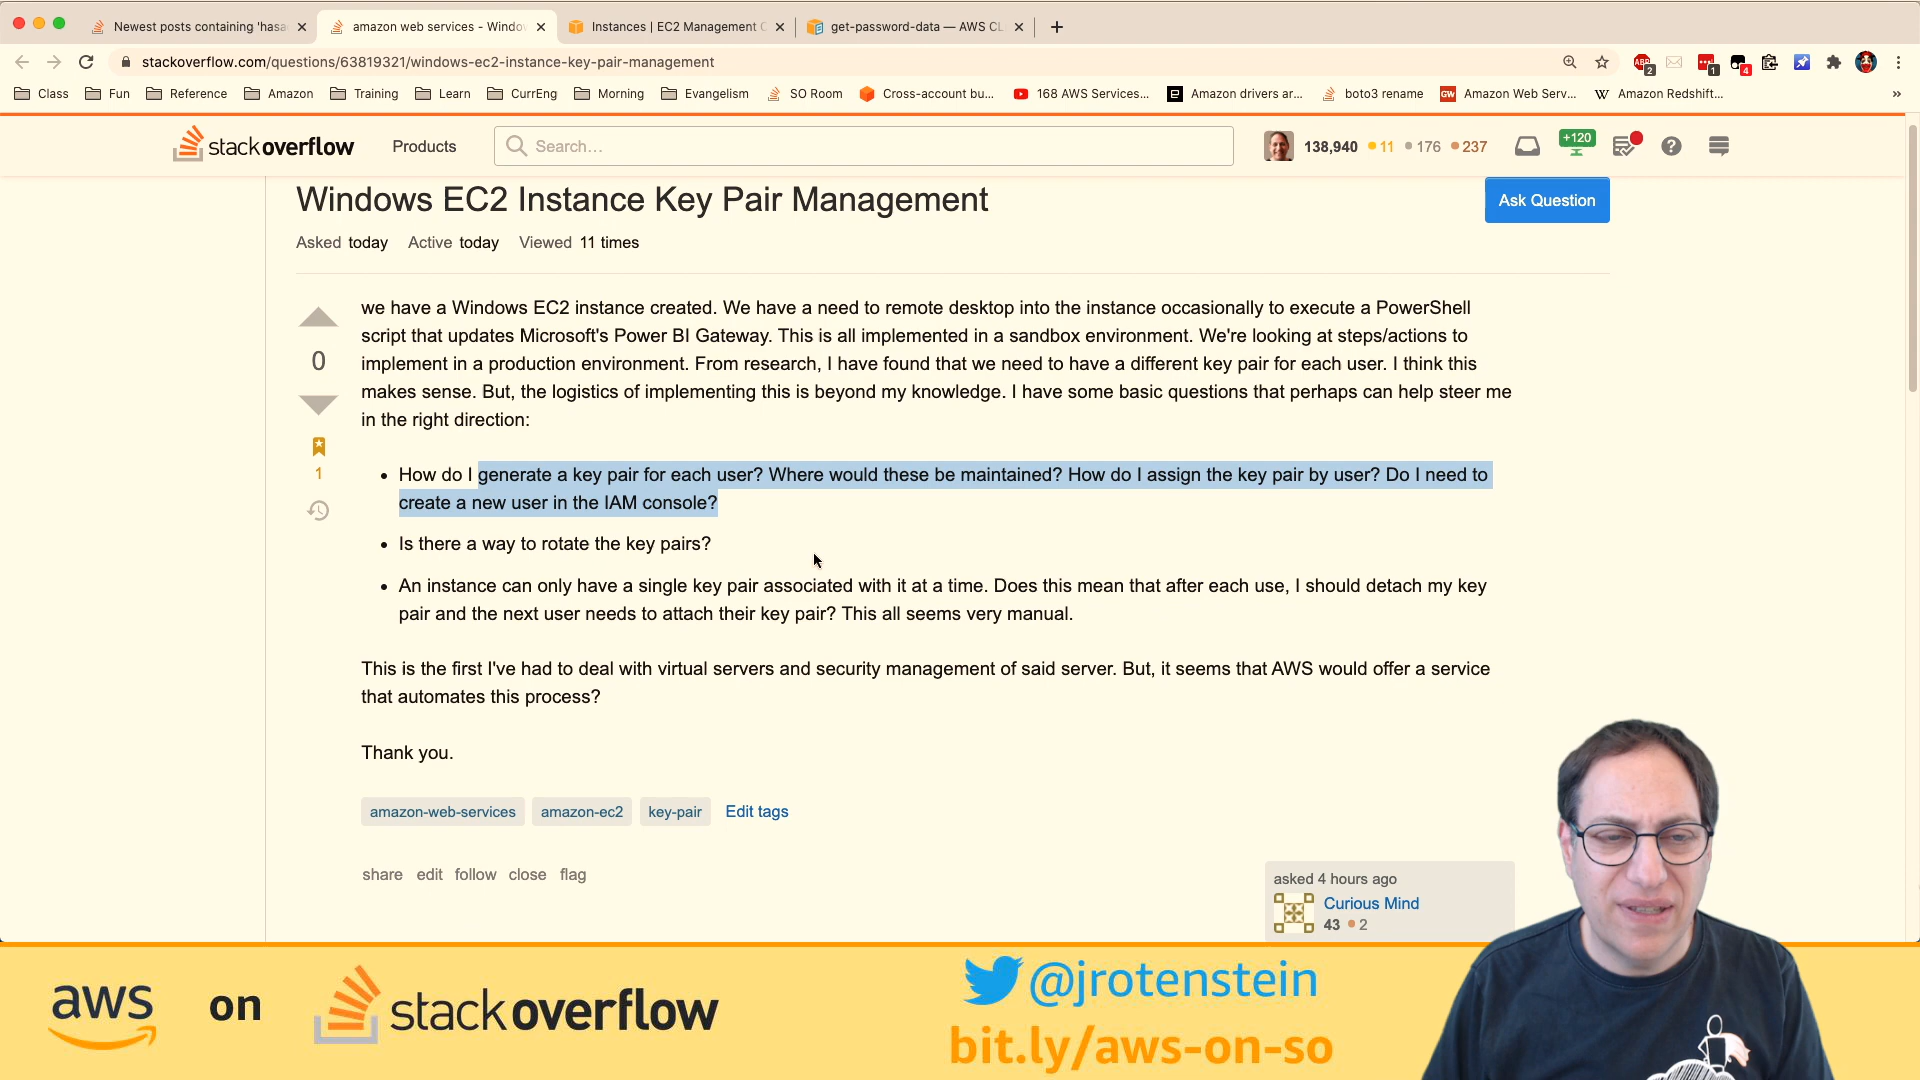 Newest posts containing 'hasa
amazon web services - Windo
Instances | EC2 Management C
get-password-data — AWS CL
stackoverflow.com/questions/63819321/windows-ec2-instance-key-pair-management
ABP
2
1
4
Class
Fun
Reference
Amazon
Training
Learn
CurrEng
Morning
Evangelism
SO Room
Cross-account bu...
168 AWS Services...
Amazon drivers ar...
boto3 rename
GW
Amazon Web Serv...
W
Amazon Redshift...
»
stackoverflow
Products
Search...
138,940
11
176
237
+120
Windows EC2 Instance Key Pair Management
Ask Question
Asked today Active today Viewed 11 times
we have a Windows EC2 instance created. We have a need to remote desktop into the instance occasionally to execute a PowerShell
script that updates Microsoft's Power BI Gateway. This is all implemented in a sandbox environment. We're looking at steps/actions to
implement in a production environment. From research, I have found that we need to have a different key pair for each user. I think this
makes sense. But, the logistics of implementing this is beyond my knowledge. I have some basic questions that perhaps can help steer me
in the right direction:
0
1
• How do I generate a key pair for each user? Where would these be maintained? How do I assign the key pair by user? Do I need to
create a new user in the IAM console?
• Is there a way to rotate the key pairs?
• An instance can only have a single key pair associated with it at a time. Does this mean that after each use, I should detach my key
pair and the next user needs to attach their key pair? This all seems very manual.
This is the first I've had to deal with virtual servers and security management of said server. But, it seems that AWS would offer a service
that automates this process?
Thank you.
amazon-web-services
amazon-ec2
key-pair
Edit tags
share edit follow close flag
asked 4 hours ago
Curious Mind
43 2
aws on stackoverflow
@jrotenstein
bit.ly/aws-on-so